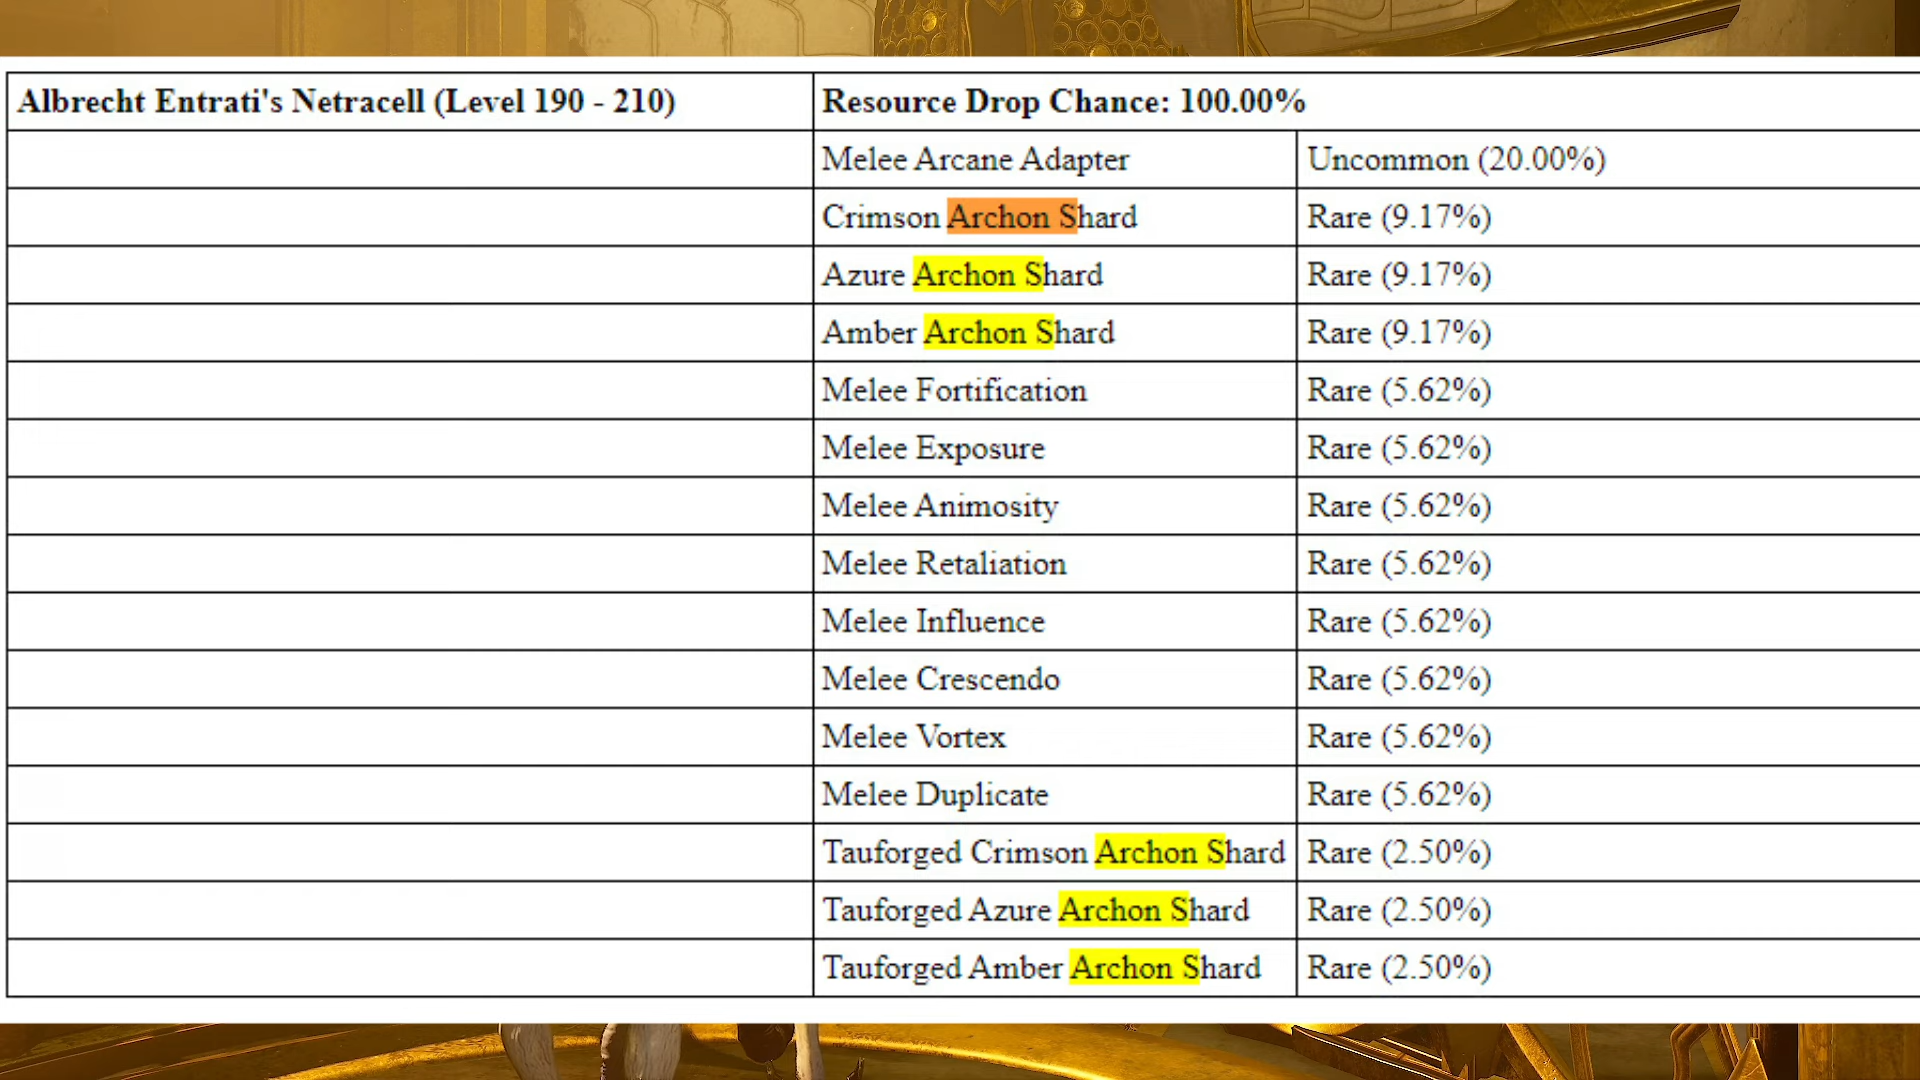 Albrecht Entrati's Netracell (Level 190 - 210) Resource Drop Chance: 100.00%
Melee Arcane Adapter Uncommon (20.00%)
Crimson Archon Shard Rare (9.17%)
Azure Archon Shard Rare (9.17%)
Amber Archon Shard Rare (9.17%)
Melee Fortification Rare (5.62%)
Melee Exposure Rare (5.62%)
Melee Animosity Rare (5.62%)
Melee Retaliation Rare (5.62%)
Melee Influence Rare (5.62%)
Melee Crescendo Rare (5.62%)
Melee Vortex Rare (5.62%)
Melee Duplicate Rare (5.62%)
Tauforged Crimson Archon Shard Rare (2.50%)
Tauforged Azure Archon Shard Rare (2.50%)
Tauforged Amber Archon Shard Rare (2.50%)